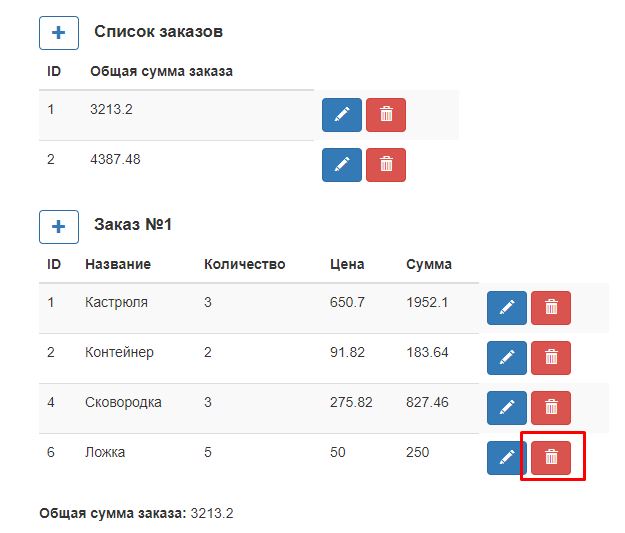 Список заказов
ID Общая сумма заказа
1 3213.2
2 4387.48
Заказ №1
ID Название Количество Цена Сумма
1 Кастрюля 3 650.7 1952.1
2 Контейнер 2 91.82 183.64
4 Сковородка 3 275.82 827.46
6 Ложка 5 50 250
Общая сумма заказа: 3213.2